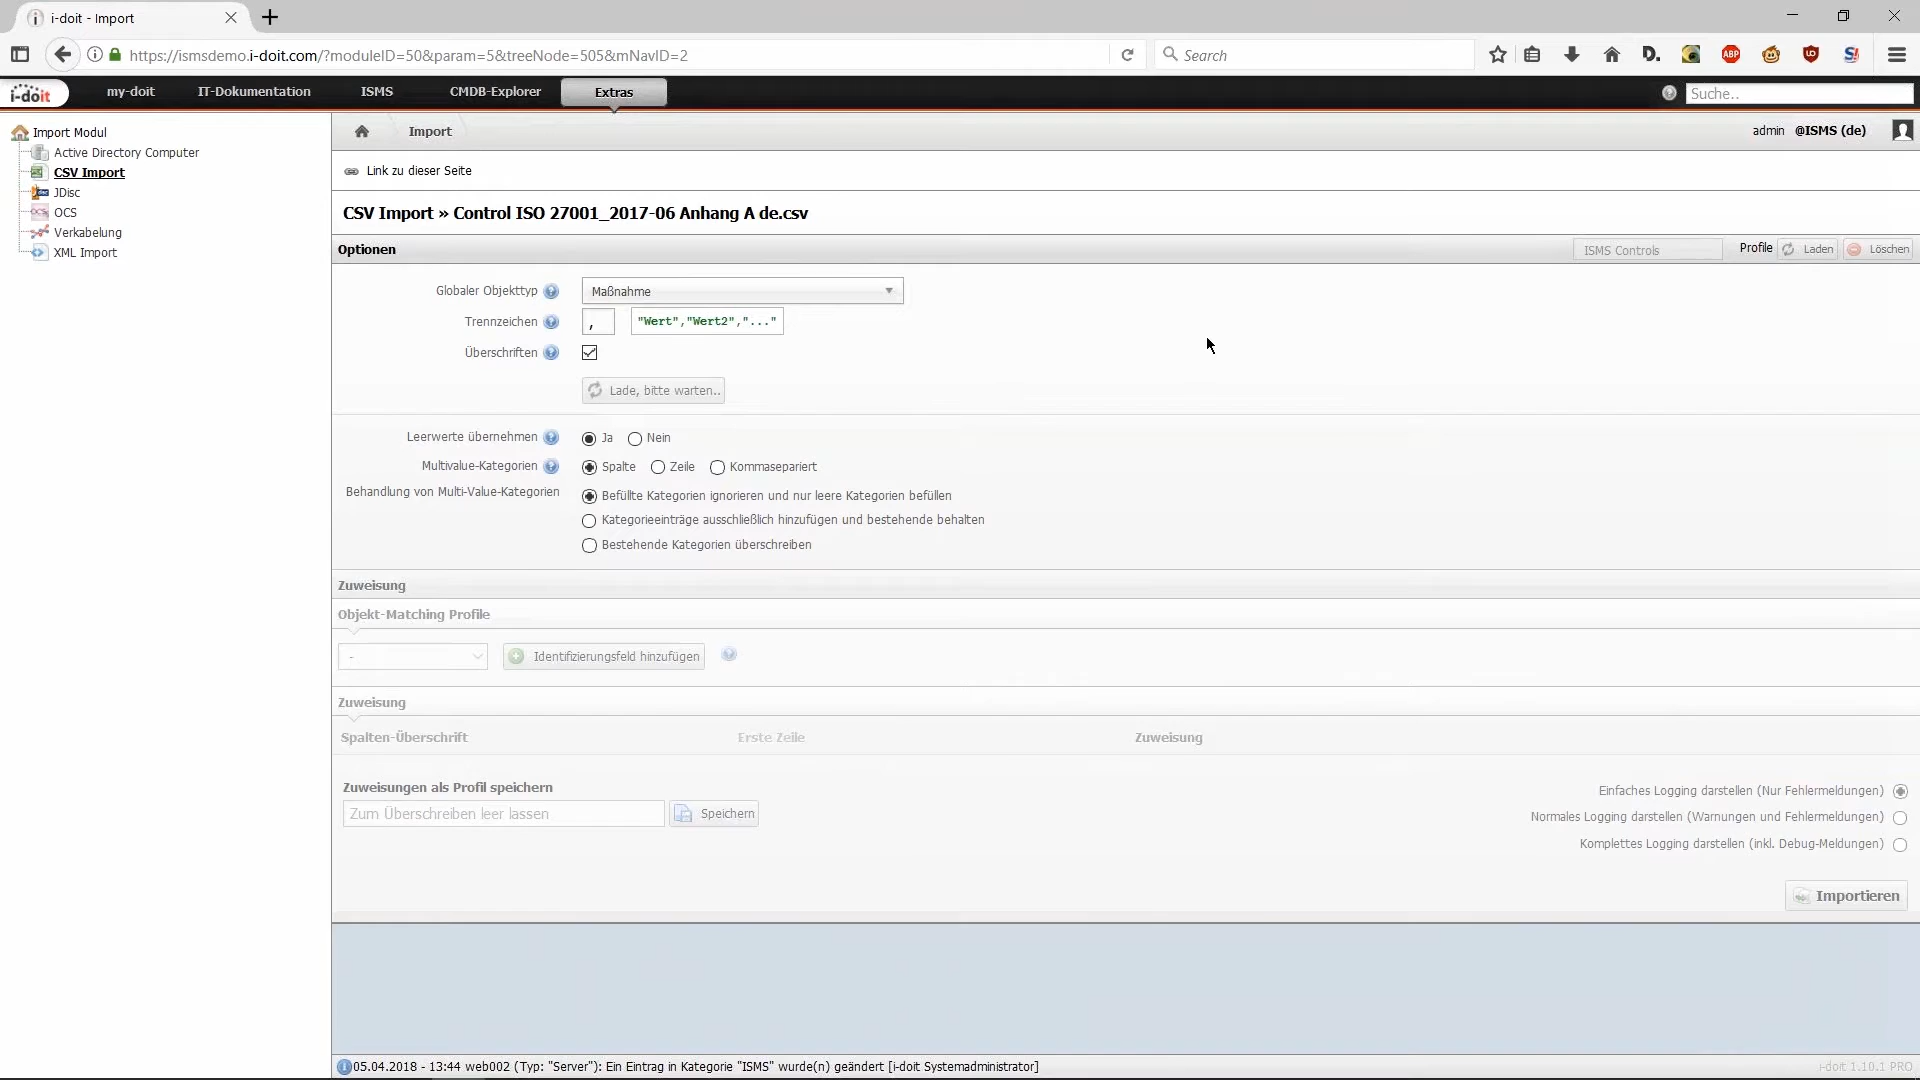 i-doit - Import
https://ismsdemo.i-doit.com/?moduleID=50&param=5&treeNode=505&mNavID=2
Search
D.
ABP
i-doit
my-doit
IT-Dokumentation
ISMS
CMDB-Explorer
Extras
Suche..
Import Modul
Active Directory Computer
CSV Import
JDisc
OCS
Verkabelung
XML Import
Import
admin @ISMS (de)
Link zu dieser Seite
CSV Import » Control ISO 27001_2017-06 Anhang A de.csv
Optionen
ISMS Controls
Profile
Laden
Löschen
Globaler Objekttyp
Maßnahme
Trennzeichen
,
"Wert","Wert2","..."
Überschriften
Lade, bitte warten..
Leerwerte übernehmen
Ja
Nein
Multivalue-Kategorien
Spalte
Zeile
Kommasepariert
Behandlung von Multi-Value-Kategorien
Befüllte Kategorien ignorieren und nur leere Kategorien befüllen
Kategorieeinträge ausschließlich hinzufügen und bestehende behalten
Bestehende Kategorien überschreiben
Zuweisung
Objekt-Matching Profile
-
Identifizierungsfeld hinzufügen
Zuweisung
Spalten-Überschrift
Erste Zeile
Zuweisung
Zuweisungen als Profil speichern
Zum Überschreiben leer lassen
Speichern
Einfaches Logging darstellen (Nur Fehlermeldungen)
Normales Logging darstellen (Warnungen und Fehlermeldungen)
Komplettes Logging darstellen (inkl. Debug-Meldungen)
Importieren
05.04.2018 - 13:44 web002 (Typ: "Server"): Ein Eintrag in Kategorie "ISMS" wurde(n) geändert [i-doit Systemadministrator]
i-doit 1.10.1 PRO